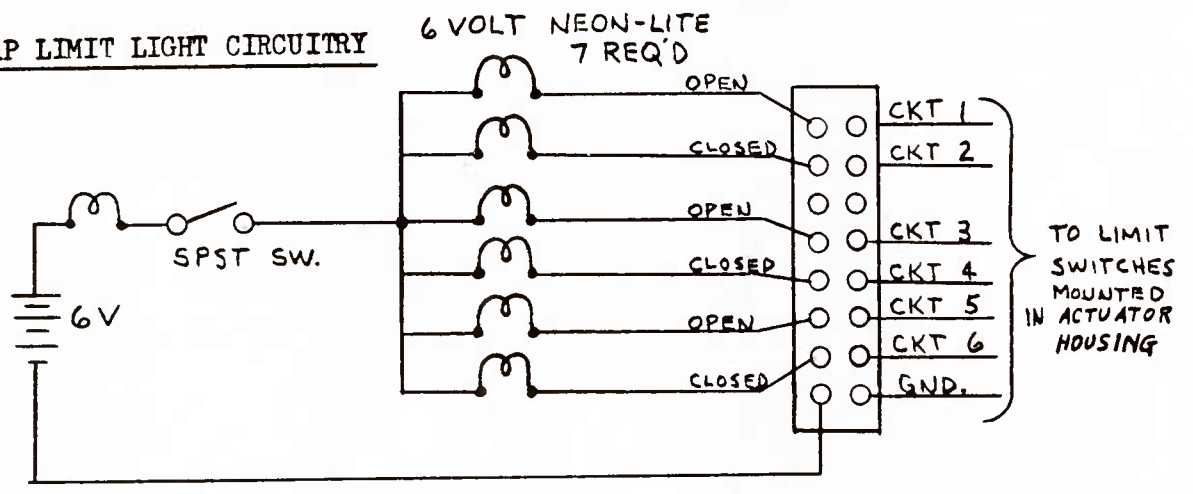 LIMIT LIGHT CIRCUITRY
6 VOLT NEON-LITE
7 REQ'D
OPEN
CKT 1
CLOSED
CKT 2
OPEN
CKT 3
CLOSED
CKT 4
OPEN
CKT 5
CLOSED
CKT 6
GND.
SPST SW.
6V
TO LIMIT
SWITCHES
MOUNTED
IN ACTUATOR
HOUSING